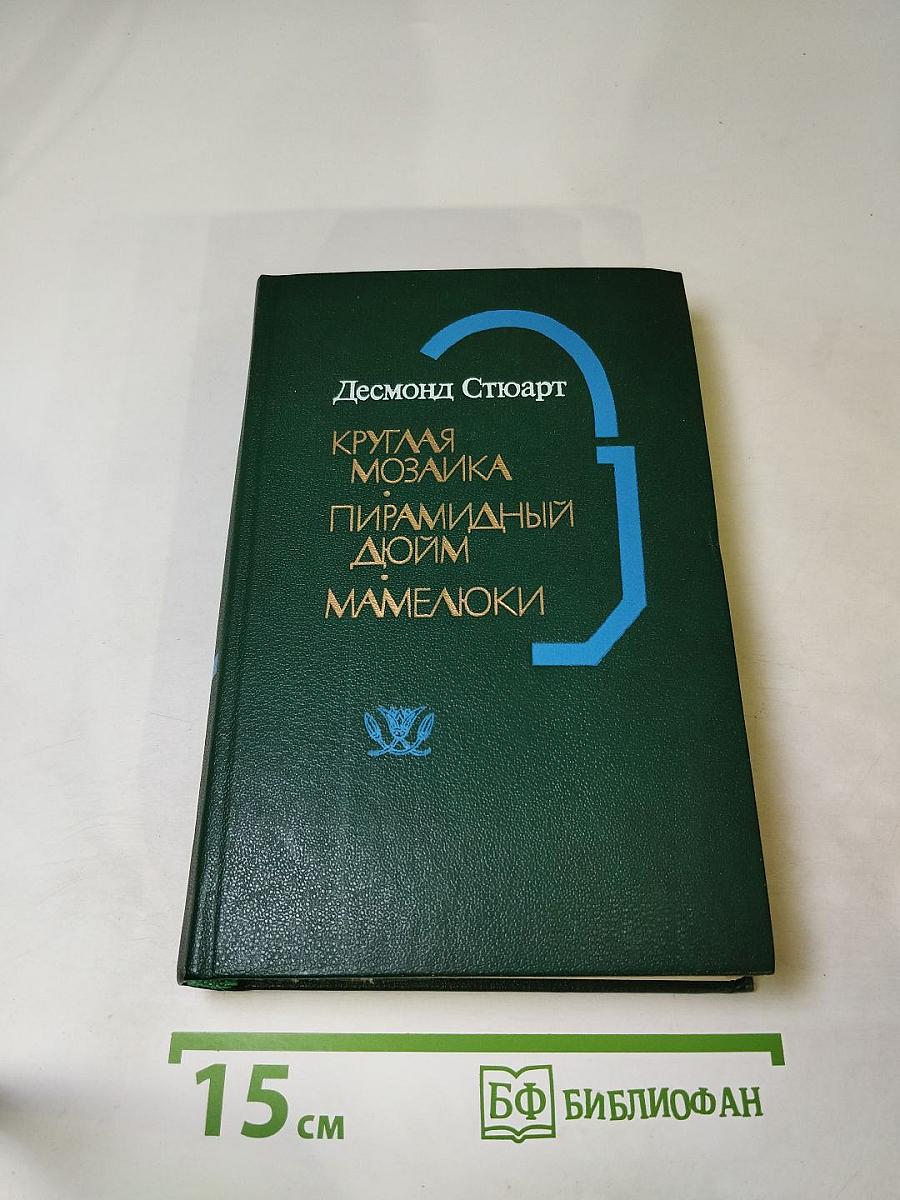 Десмонд Стюарт
КРУГЛАЯ
МОЗАИКА
•
ПИРАМИДНЫЙ
ДЮЙМ
•
МАМЕЛЮКИ
15 см
БФ БИБЛИОФАН